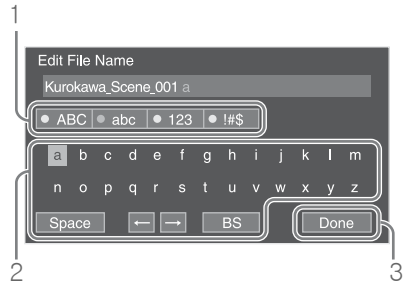 1
Edit File Name
Kurokawa_Scene_001 a
ABC abc 123 !#$
a b c d e f g h i j k l m
n o p q r s t u v w x y z
Space ← → BS Done
2 3